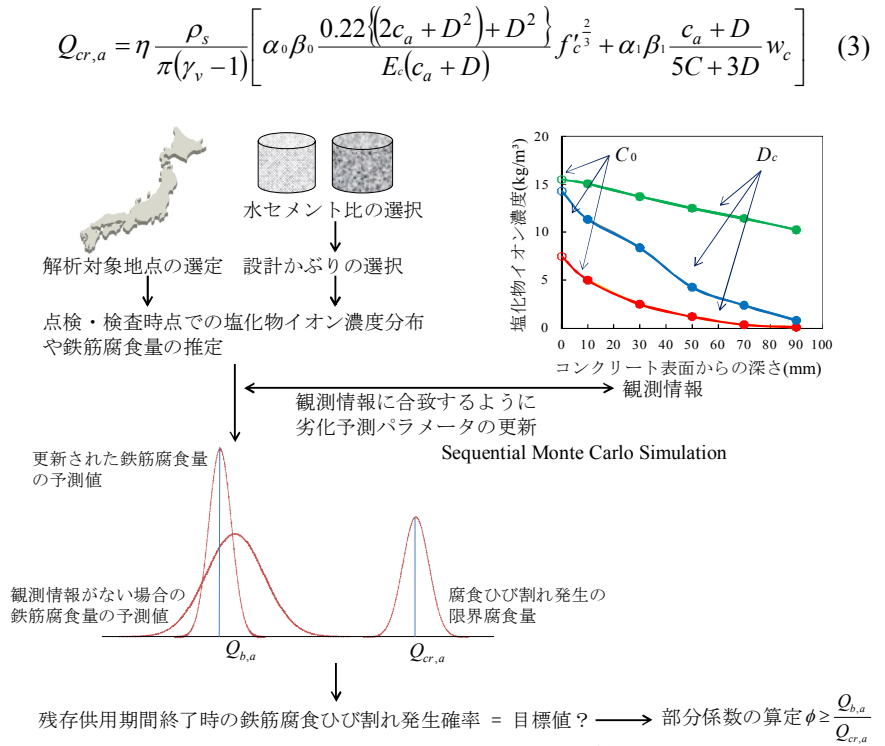 Q_{cr,a} = η \frac{ρ_s}{π(γ_v − 1)} [ α_0 β_0 \frac{0.22{(2c_a + D^2) + D^2}}{E_c(c_a + D)} f'_c^{\frac{2}{3}} + α_1 β_1 \frac{c_a + D}{5C + 3D} w_c ] (3)
水セメント比の選択
解析対象地点の選定
設計かぶりの選択
点検・検査時点での塩化物イオン濃度分布
や鉄筋腐食量の推定
塩化物イオン濃度(kg/m³)
20
15
10
5
0
C_0
D_c
0 10 20 30 40 50 60 70 80 90 100
コンクリート表面からの深さ(mm)
観測情報
観測情報に合致するように
劣化予測パラメータの更新
Sequential Monte Carlo Simulation
更新された鉄筋腐食量
の予測値
観測情報がない場合の
鉄筋腐食量の予測値
腐食ひび割れ発生の
限界腐食量
Q_{b,a}
Q_{cr,a}
残存供用期間終了時の鉄筋腐食ひび割れ発生確率 = 目標値？
部分係数の算定 φ ≥ \frac{Q_{b,a}}{Q_{cr,a}}